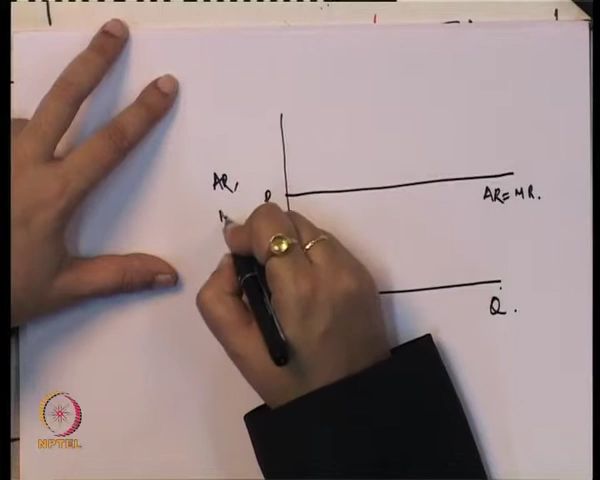 AR,
P
AR = MR.
Q.
NPTEL